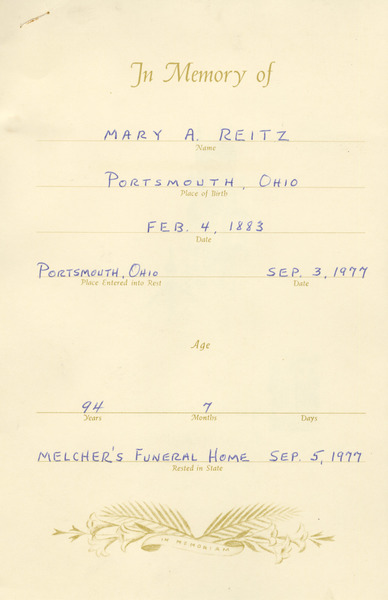 In Memory of
MARY A. REITZ
Name
PORTSMOUTH, OHIO
Place of Birth
FEB. 4, 1883
Date
PORTSMOUTH, OHIO SEP. 3, 1977
Place Entered into Rest Date
Age
94 7
Years Months Days
MELCHER'S FUNERAL HOME SEP. 5, 1977
Rested in State
IN MEMORIAM